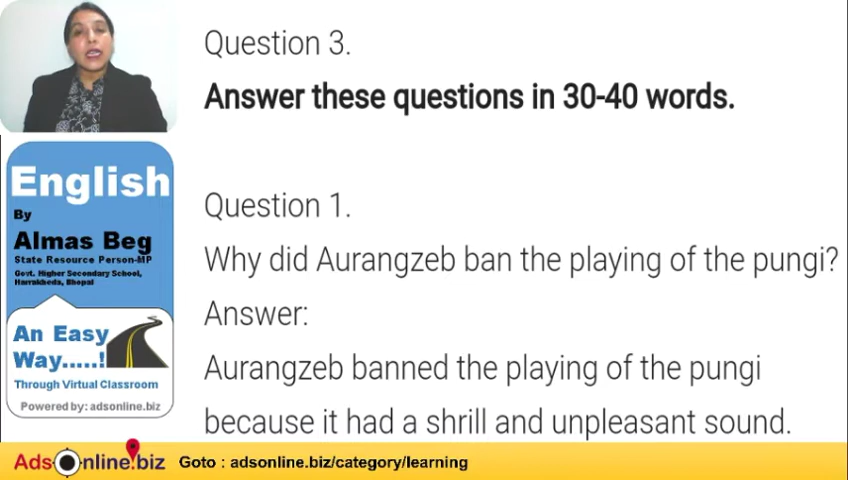 Question 3.
Answer these questions in 30-40 words.
Question 1.
Why did Aurangzeb ban the playing of the pungi?
Answer:
Aurangzeb banned the playing of the pungi
because it had a shrill and unpleasant sound.
English
By
Almas Beg
State Resource Person-MP
Govt. Higher Secondary School,
Harrakheda, Bhopal
An Easy
Way.....!
Through Virtual Classroom
Powered by: adsonline.biz
AdsOnline.biz Goto : adsonline.biz/category/learning